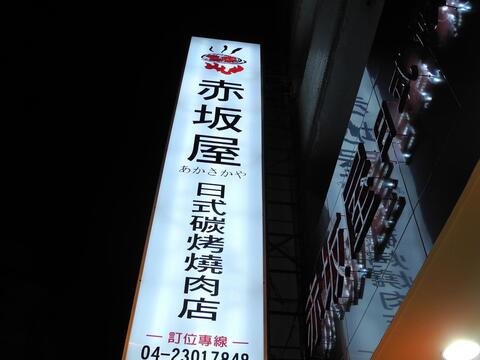 赤坂屋
あかさかや
日式碳烤燒肉店
訂位專線
04-23017848